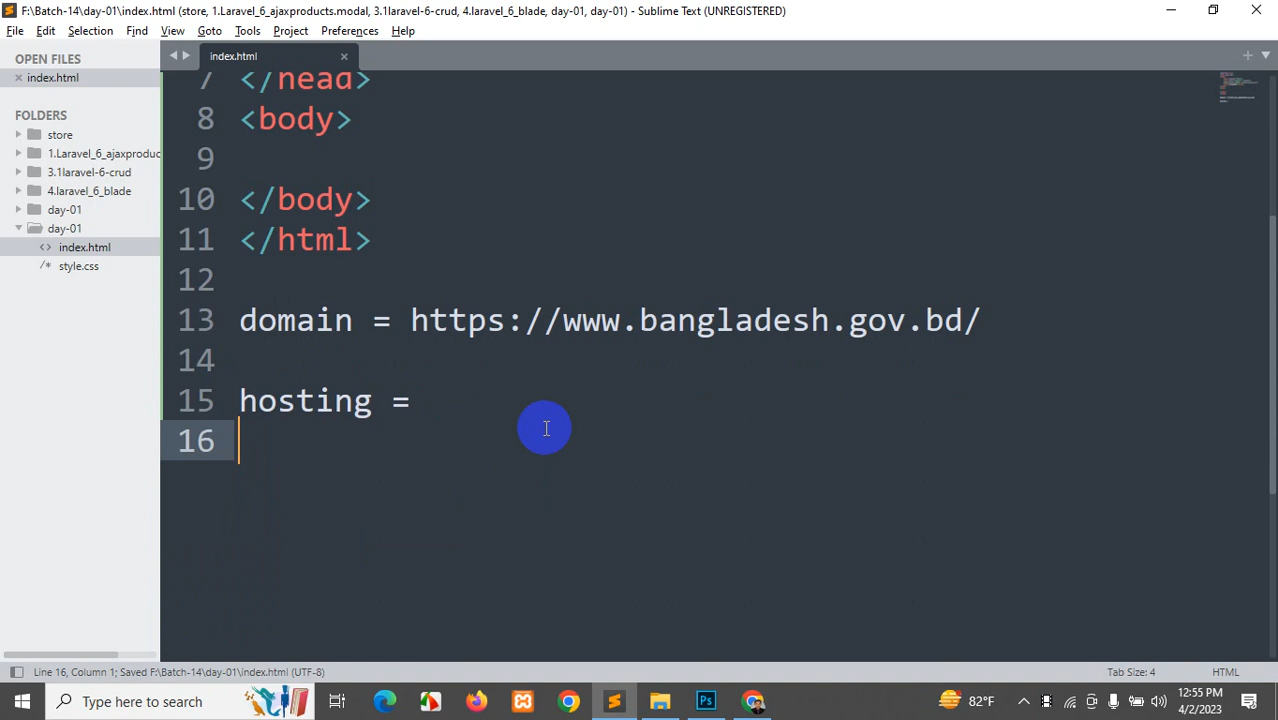 F:\Batch-14\day-01\index.html (store, 1.Laravel_6_ajaxproducts.modal, 3.1laravel-6-crud, 4.laravel_6_blade, day-01, day-01) - Sublime Text (UNREGISTERED)
File Edit Selection Find View Goto Tools Project Preferences Help
OPEN FILES
index.html
FOLDERS
store
1.Laravel_6_ajaxproduc
3.1laravel-6-crud
4.laravel_6_blade
day-01
day-01
index.html
style.css
index.html
7 </head>
8 <body>
9
10 </body>
11 </html>
12
13 domain = https://www.bangladesh.gov.bd/
14
15 hosting =
16
Line 16, Column 1; Saved F:\Batch-14\day-01\index.html (UTF-8)
Tab Size: 4
HTML
Type here to search
82°F
12:55 PM
4/2/2023